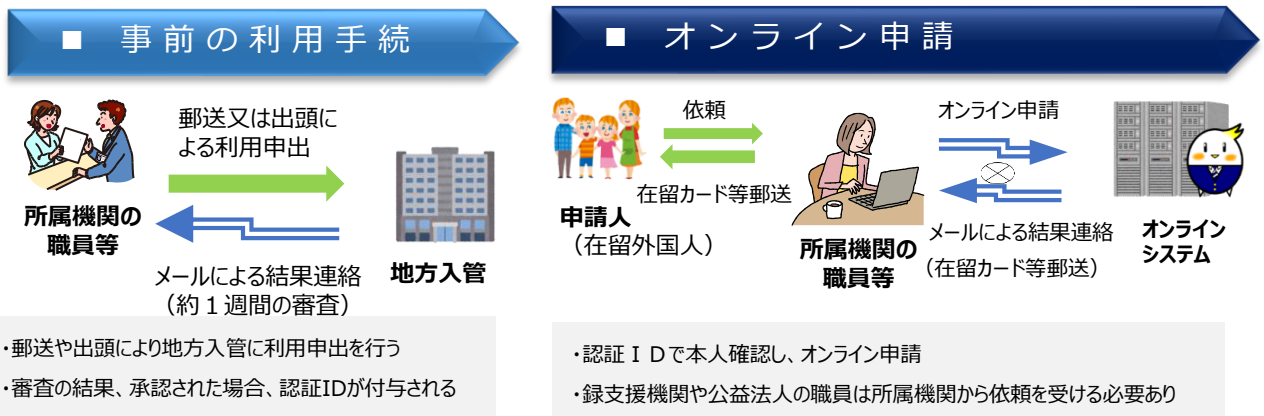 ■ 事前の利用手続
郵送又は出頭に
よる利用申出
所属機関の
職員等
地方入管
メールによる結果連絡
（約１週間の審査）
・郵送や出頭により地方入管に利用申出を行う
・審査の結果、承認された場合、認証IDが付与される
■ オンライン申請
依頼
在留カード等郵送
申請人
（在留外国人）
所属機関の
職員等
オンライン申請
メールによる結果連絡
（在留カード等郵送）
オンライン
システム
・認証ＩＤで本人確認し、オンライン申請
・録支援機関や公益法人の職員は所属機関から依頼を受ける必要あり